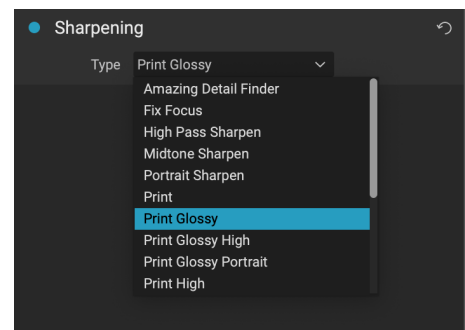 Sharpening
Type Print Glossy
Amazing Detail Finder
Fix Focus
High Pass Sharpen
Midtone Sharpen
Portrait Sharpen
Print
Print Glossy
Print Glossy High
Print Glossy Portrait
Print High